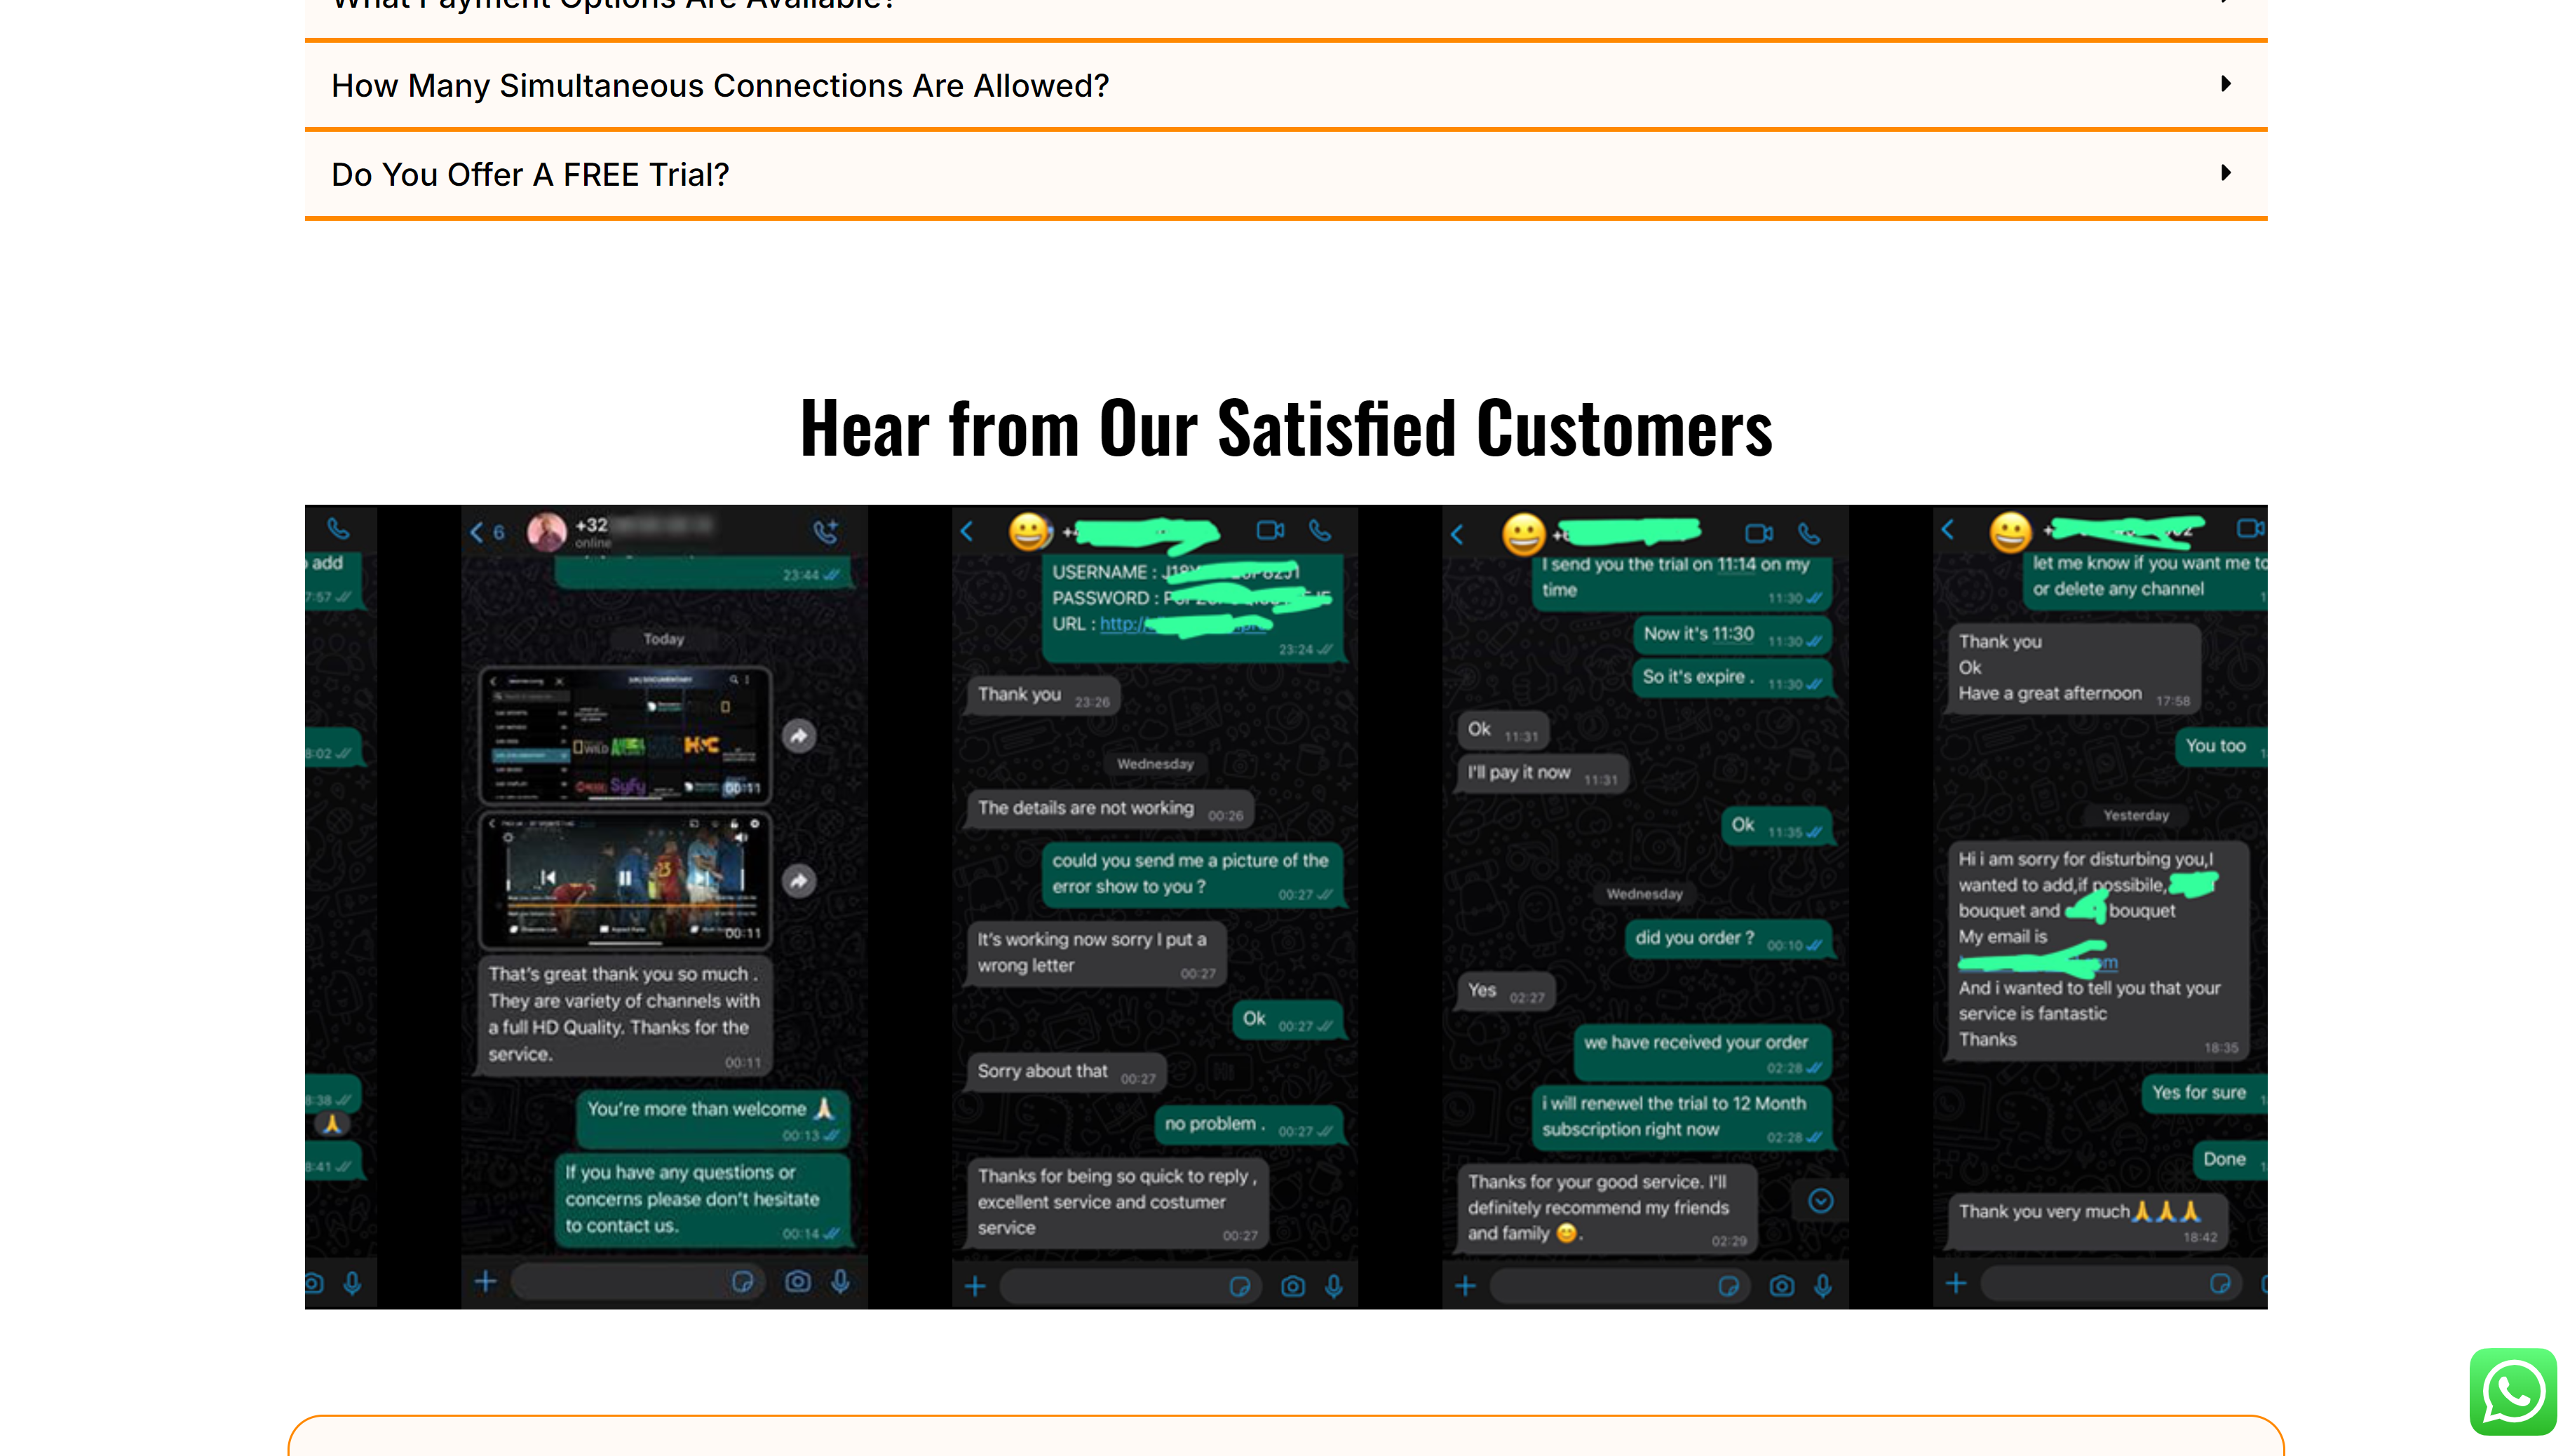 What Payment Options Are Available?
How Many Simultaneous Connections Are Allowed?
Do You Offer A FREE Trial?
Hear from Our Satisfied Customers
add
7:57
8:02
8:38
8:41
6
+32
online
23:44
Today
WILD
HSC
Syfy
00:11
00:11
That's great thank you so much .
They are variety of channels with
a full HD Quality. Thanks for the
service.
00:11
You're more than welcome 🙏
00:13
If you have any questions or
concerns please don't hesitate
to contact us.
00:14
USERNAME :
PASSWORD :
URL : http://
23:24
Thank you 23:26
Wednesday
The details are not working 00:26
could you send me a picture of the
error show to you ? 00:27
It's working now sorry I put a
wrong letter 00:27
Ok 00:27
Sorry about that 00:27
no problem . 00:27
Thanks for being so quick to reply ,
excellent service and costumer
service 00:27
I send you the trial on 11:14 on my
time 11:30
Now it's 11:30 11:30
So it's expire . 11:30
Ok 11:31
I'll pay it now 11:31
Ok 11:35
Wednesday
did you order ? 00:10
Yes 02:27
we have received your order
02:28
i will renewel the trial to 12 Month
subscription right now 02:28
Thanks for your good service. I'll
definitely recommend my friends
and family 😊. 02:29
let me know if you want me to
or delete any channel
Thank you
Ok
Have a great afternoon 17:58
You too
Yesterday
Hi i am sorry for disturbing you,I
wanted to add,if possibile,
bouquet and bouquet
My email is
And i wanted to tell you that your
service is fantastic
Thanks 18:35
Yes for sure
Done
Thank you very much🙏🙏🙏
18:42